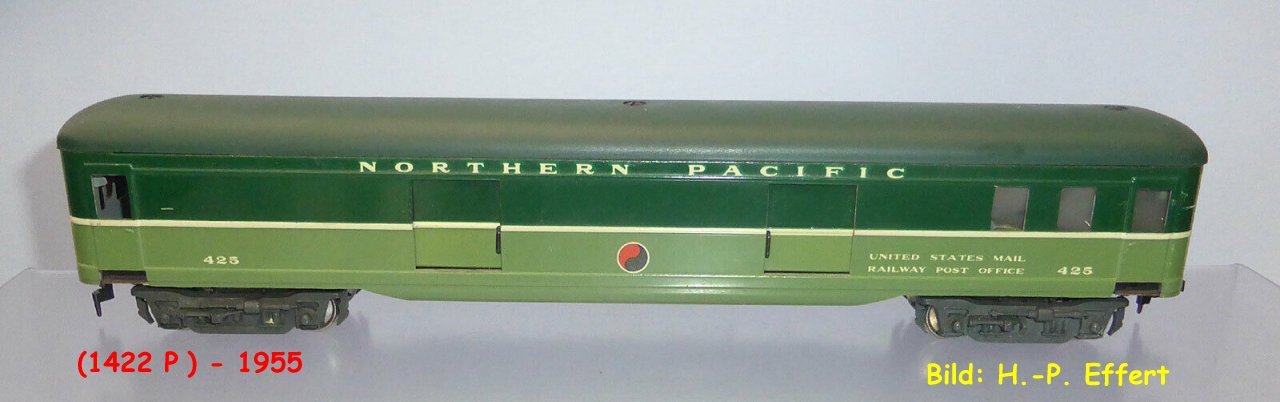 NORTHERN PACIFIC
425
UNITED STATES MAIL
RAILWAY POST OFFICE 425
(1422 P ) - 1955
Bild: H.-P. Effert